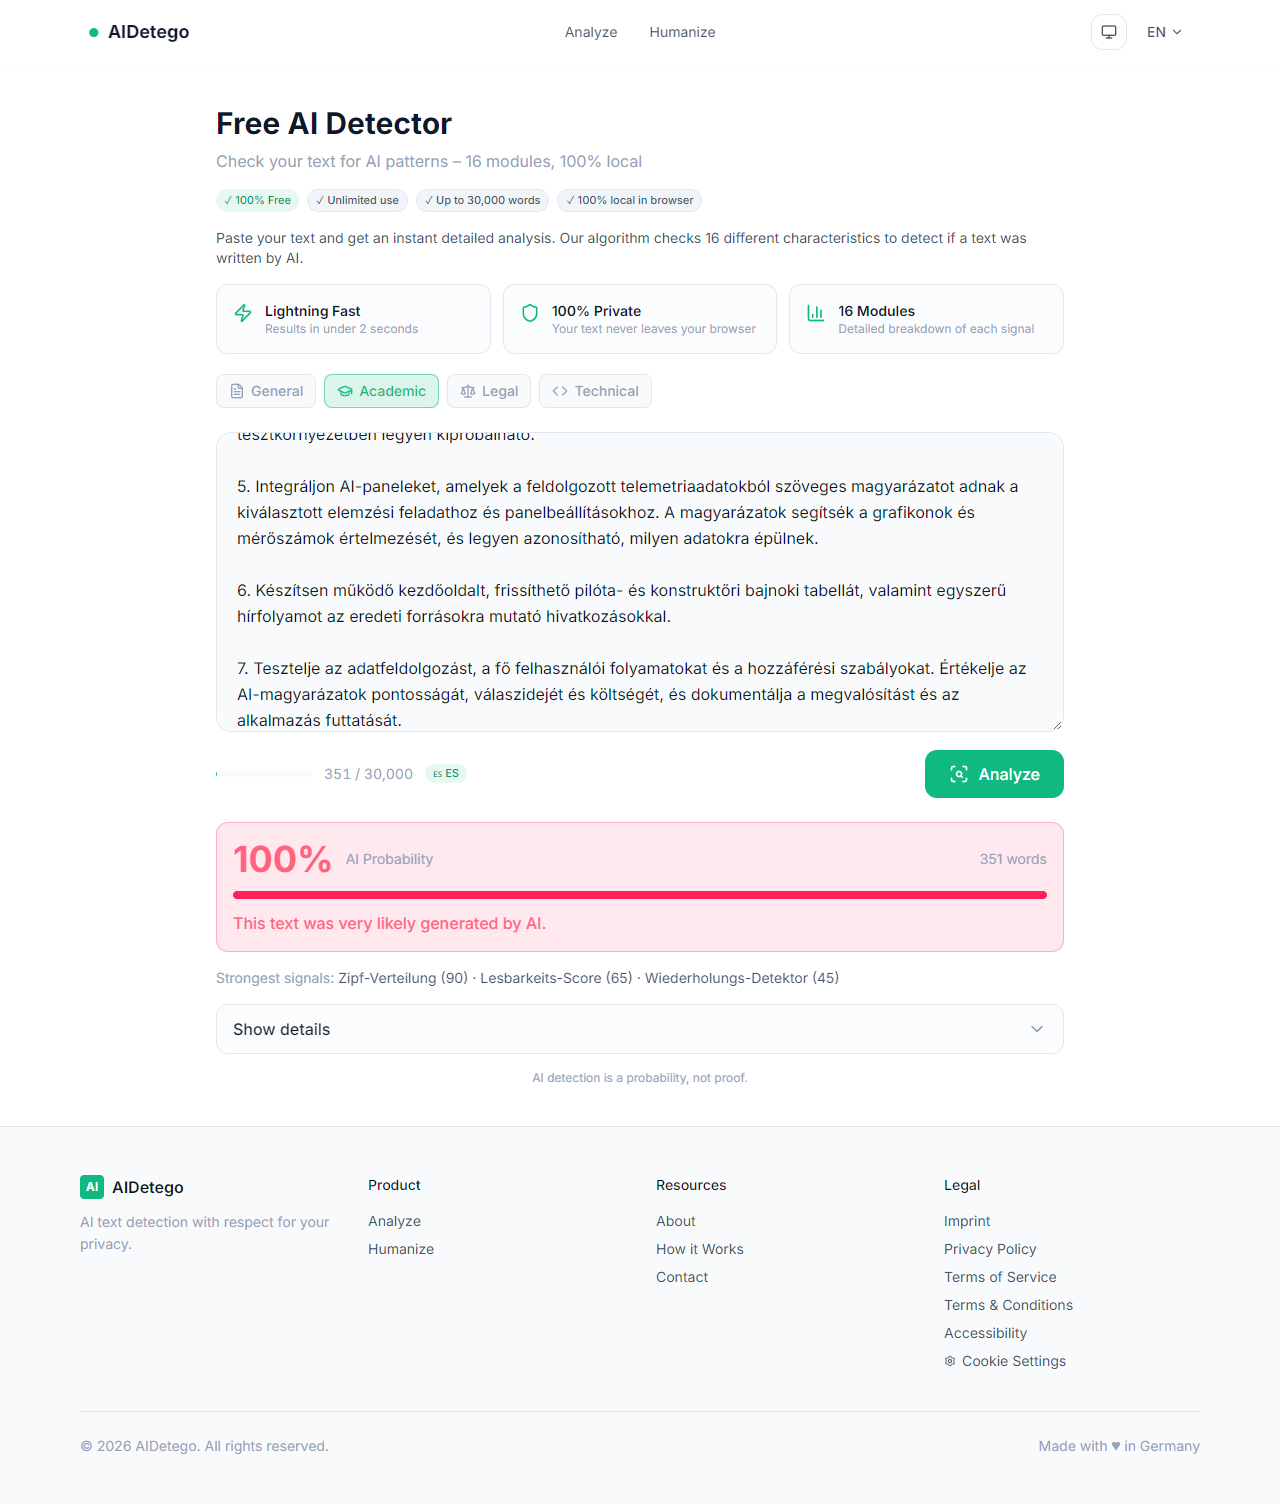 AIDetego
Analyze
Humanize
EN
Free AI Detector
Check your text for AI patterns – 16 modules, 100% local
✓ 100% Free
✓ Unlimited use
✓ Up to 30,000 words
✓ 100% local in browser
Paste your text and get an instant detailed analysis. Our algorithm checks 16 different characteristics to detect if a text was
written by AI.
Lightning Fast
Results in under 2 seconds
100% Private
Your text never leaves your browser
16 Modules
Detailed breakdown of each signal
General
Academic
Legal
Technical
tesztkörnyezetben legyen kipróbálható.
5. Integráljon AI-paneleket, amelyek a feldolgozott telemetriaadatokból szöveges magyarázatot adnak a
kiválasztott elemzési feladathoz és panelbeállításokhoz. A magyarázatok segítsék a grafikonok és
mérőszámok értelmezését, és legyen azonosítható, milyen adatokra épülnek.
6. Készítsen működő kezdőoldalt, frissíthető pilóta- és konstruktőri bajnoki tabellát, valamint egyszerű
hírfolyamot az eredeti forrásokra mutató hivatkozásokkal.
7. Tesztelje az adatfeldolgozást, a fő felhasználói folyamatokat és a hozzáférési szabályokat. Értékelje az
AI-magyarázatok pontosságát, válaszidejét és költségét, és dokumentálja a megvalósítást és az
alkalmazás futtatását.
351 / 30,000
ES ES
Analyze
100% AI Probability
351 words
This text was very likely generated by AI.
Strongest signals: Zipf-Verteilung (90) · Lesbarkeits-Score (65) · Wiederholungs-Detektor (45)
Show details
AI detection is a probability, not proof.
AI AIDetego
AI text detection with respect for your
privacy.
Product
Analyze
Humanize
Resources
About
How it Works
Contact
Legal
Imprint
Privacy Policy
Terms of Service
Terms & Conditions
Accessibility
Cookie Settings
© 2026 AIDetego. All rights reserved.
Made with ♥ in Germany